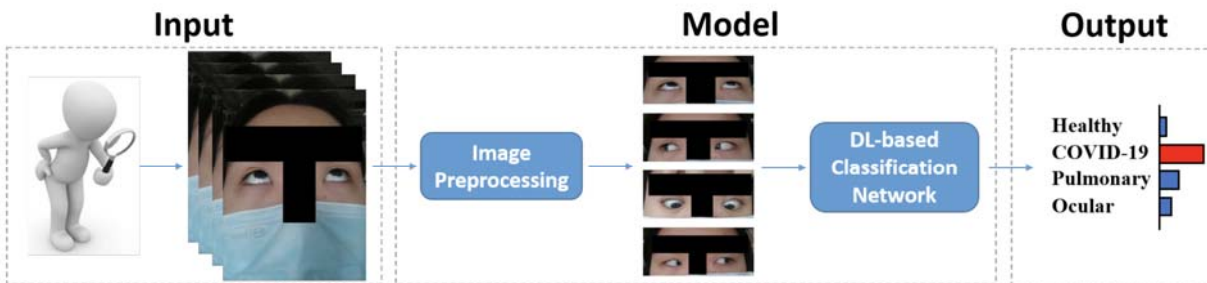 Input
Model
Output
Image
Preprocessing
DL-based
Classification
Network
Healthy
COVID-19
Pulmonary
Ocular